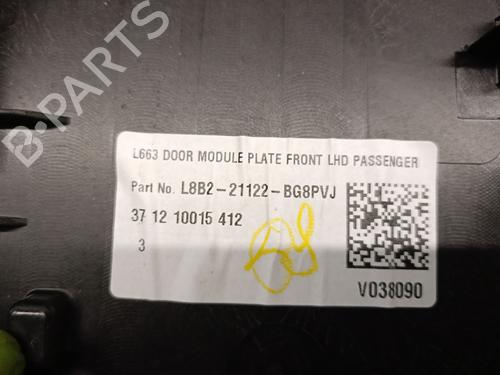 L663 DOOR MODULE PLATE FRONT LHD PASSENGER
Part No. L8B2-21122-BG8PVJ
37 12 10015 412
3
V038090
B-PARTS